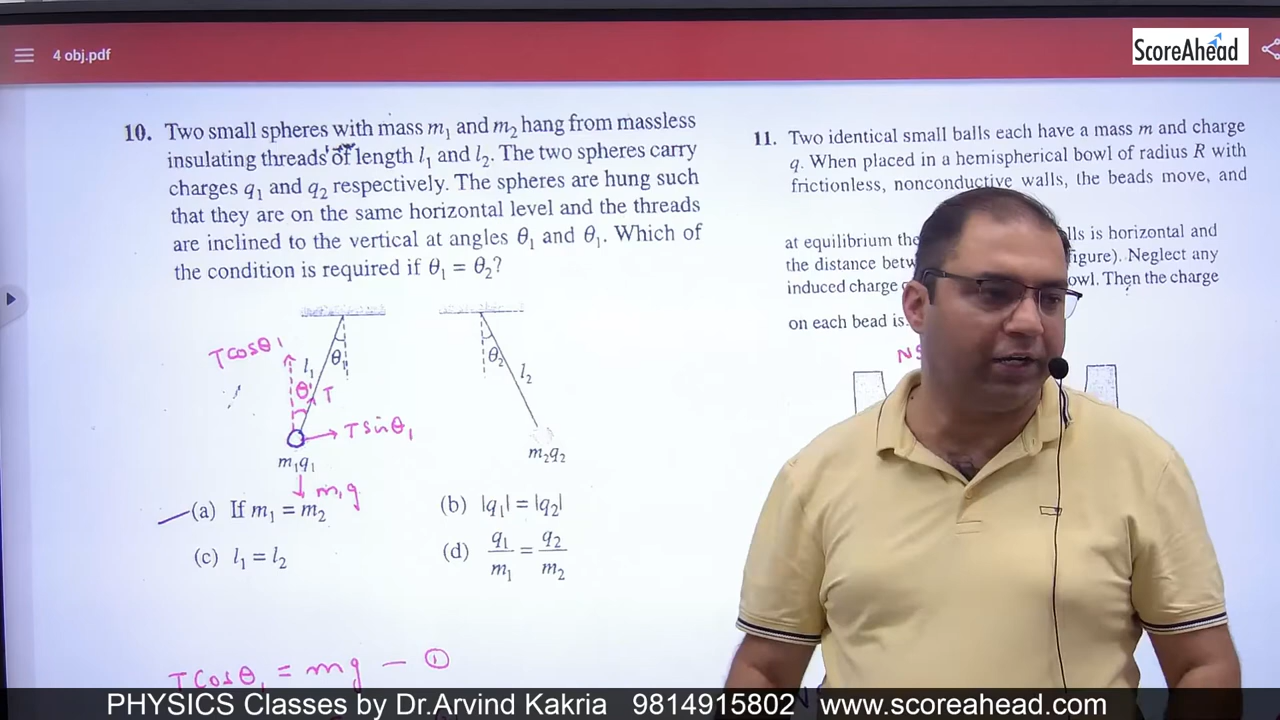 4 obj.pdf
ScoreAhead
10. Two small spheres with mass m₁ and m₂ hang from massless
insulating threads of length l₁ and l₂. The two spheres carry
charges q₁ and q₂ respectively. The spheres are hung such
that they are on the same horizontal level and the threads
are inclined to the vertical at angles θ₁ and θ₁. Which of
the condition is required if θ₁ = θ₂?
Tcosθ₁
l₁
θ₁
θ
T
Tsinθ₁
m₁q₁
m₁g
θ₂
l₂
m₂q₂
(a) If m₁ = m₂
(b) |q₁| = |q₂|
(c) l₁ = l₂
(d) q₁/m₁ = q₂/m₂
Tcosθ₁ = mg — ①
11. Two identical small balls each have a mass m and charge
q. When placed in a hemispherical bowl of radius R with
frictionless, nonconductive walls, the beads move, and
at equilibrium the lls is horizontal and
the distance betw figure). Neglect any
induced charge owl. Then the charge
on each bead is
NS
PHYSICS Classes by Dr.Arvind Kakria 9814915802 www.scoreahead.com